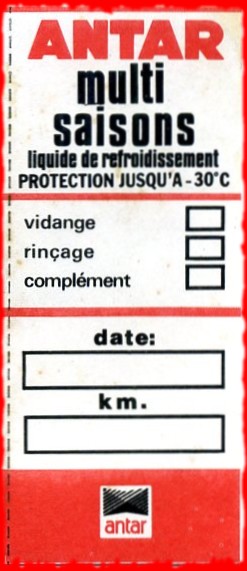 ANTAR
multi
saisons
liquide de refroidissement
PROTECTION JUSQU'A -30°C
vidange
rinçage
complément
date:
km.
antar